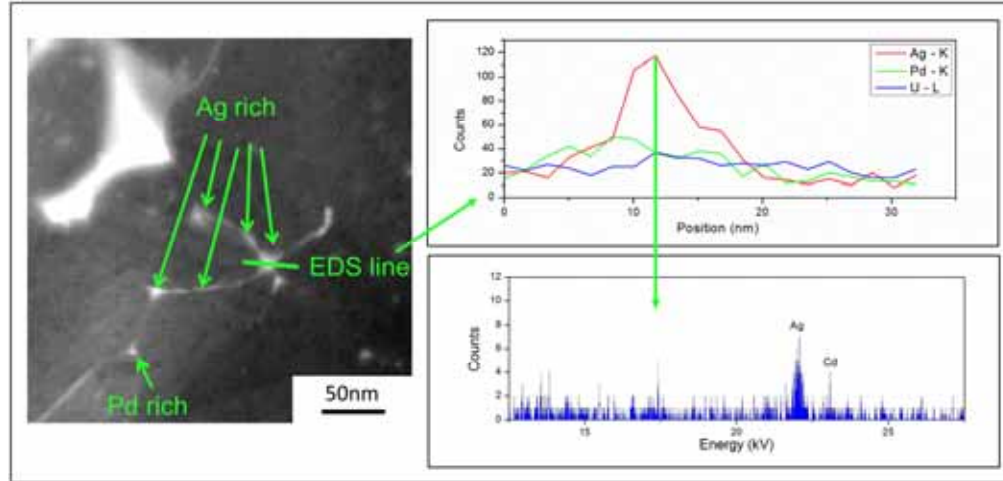 Ag rich
EDS line
Pd rich
50nm
120
100
80
60
40
20
0
Counts
0
10
20
30
Position (nm)
Ag - K
Pd - K
U - L
12
10
8
6
4
2
0
Counts
Ag
Cd
15
20
25
Energy (kV)